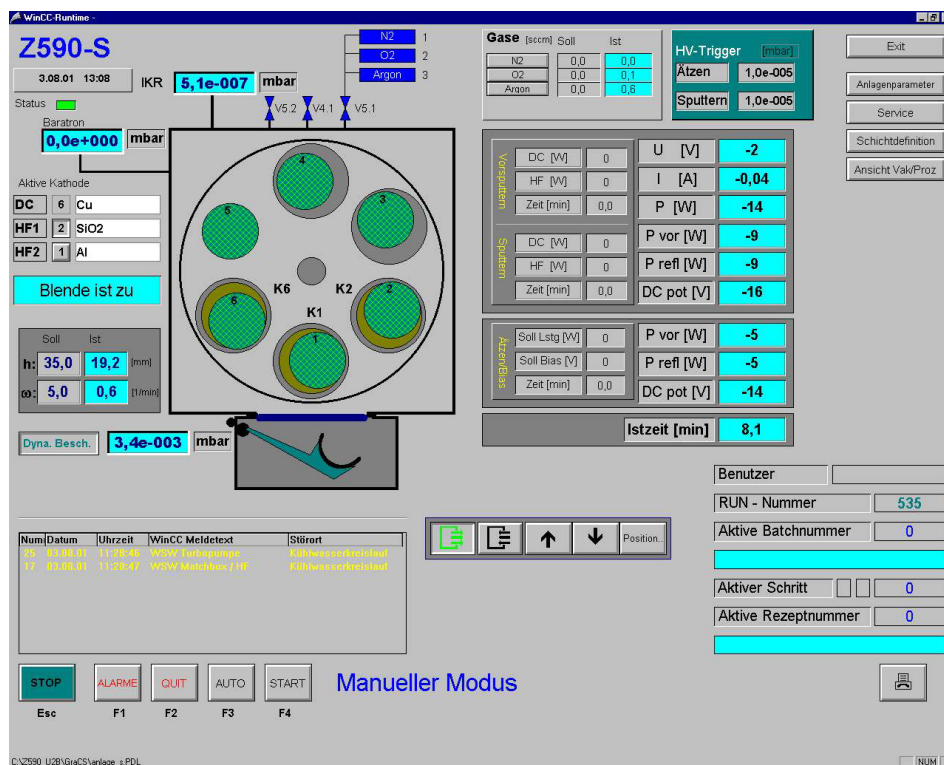 WinCC-Runtime -
Z590-S
3.08.01 13:08
IKR 5,1e-007 mbar
N2 1
O2 2
Argon 3
V5.2 V4.1 V5.1
Status
Baratron
0,0e+000 mbar
Aktive Kathode
DC 6 Cu
HF1 2 SiO2
HF2 1 Al
Blende ist zu
Soll Ist
h: 35,0 19,2 [mm]
ω: 5,0 0,6 [1/min]
Dyna. Besch. 3,4e-003 mbar
4
3
5
K6 K2
6 2
K1
1
Gase [sccm] Soll Ist
N2 0,0 0,0
O2 0,0 0,1
Argon 0,0 0,6
HV-Trigger [mbar]
Ätzen 1,0e-005
Sputtern 1,0e-005
Exit
Anlagenparameter
Service
Schichtdefinition
Ansicht Vak/Proz
Vorsputtern
DC [W] 0
HF [W] 0
Zeit [min] 0,0
Sputtern
DC [W] 0
HF [W] 0
Zeit [min] 0,0
U [V] -2
I [A] -0,04
P [W] -14
P vor [W] -9
P refl [W] -9
DC pot [V] -16
Ätzen/Bias
Soll Lstg [W] 0
Soll Bias [V] 0
Zeit [min] 0,0
P vor [W] -5
P refl [W] -5
DC pot [V] -14
Istzeit [min] 8,1
Benutzer
RUN - Nummer 535
Aktive Batchnummer 0
Aktiver Schritt 0
Aktive Rezeptnummer 0
Num Datum Uhrzeit WinCC Meldetext Störort
25 03.08.01 11:28:46 WSW Turbopumpe Kühlwasserkreislauf
17 03.08.01 11:28:47 WSW Matchbox / HF Kühlwasserkreislauf
Position..
STOP ALARME QUIT AUTO START
Esc F1 F2 F3 F4
Manueller Modus
C:\Z590_U2B\GraCS\anlage_s.PDL
NUM